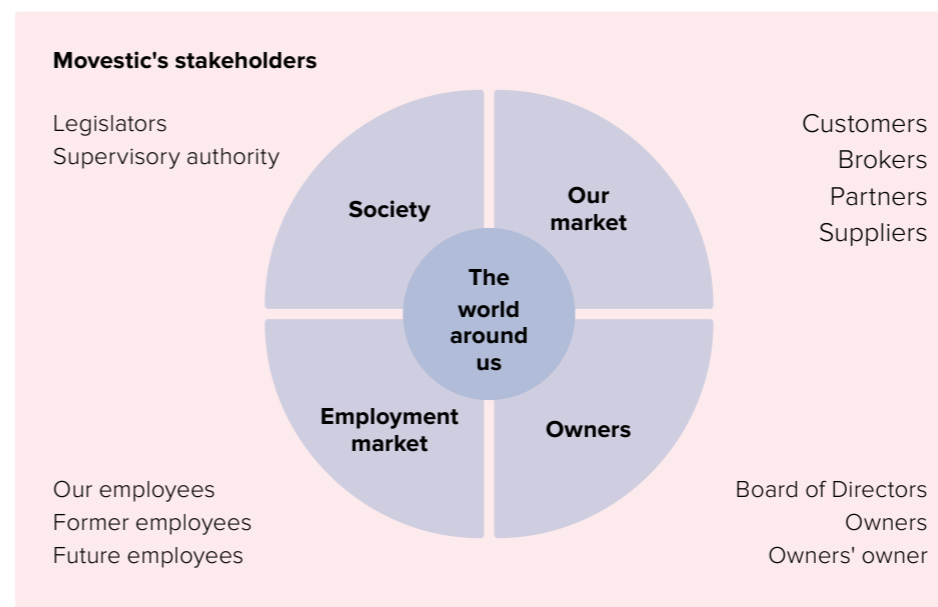 Movestic's stakeholders
Legislators
Supervisory authority
Customers
Brokers
Partners
Suppliers
Society
Our
market
The
world
around
us
Employment
market
Owners
Our employees
Former employees
Future employees
Board of Directors
Owners
Owners' owner